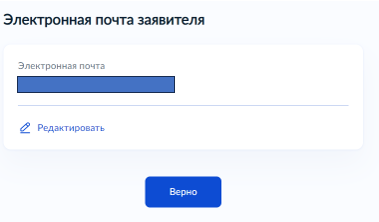 Электронная почта заявителя
Электронная почта
Редактировать
Верно